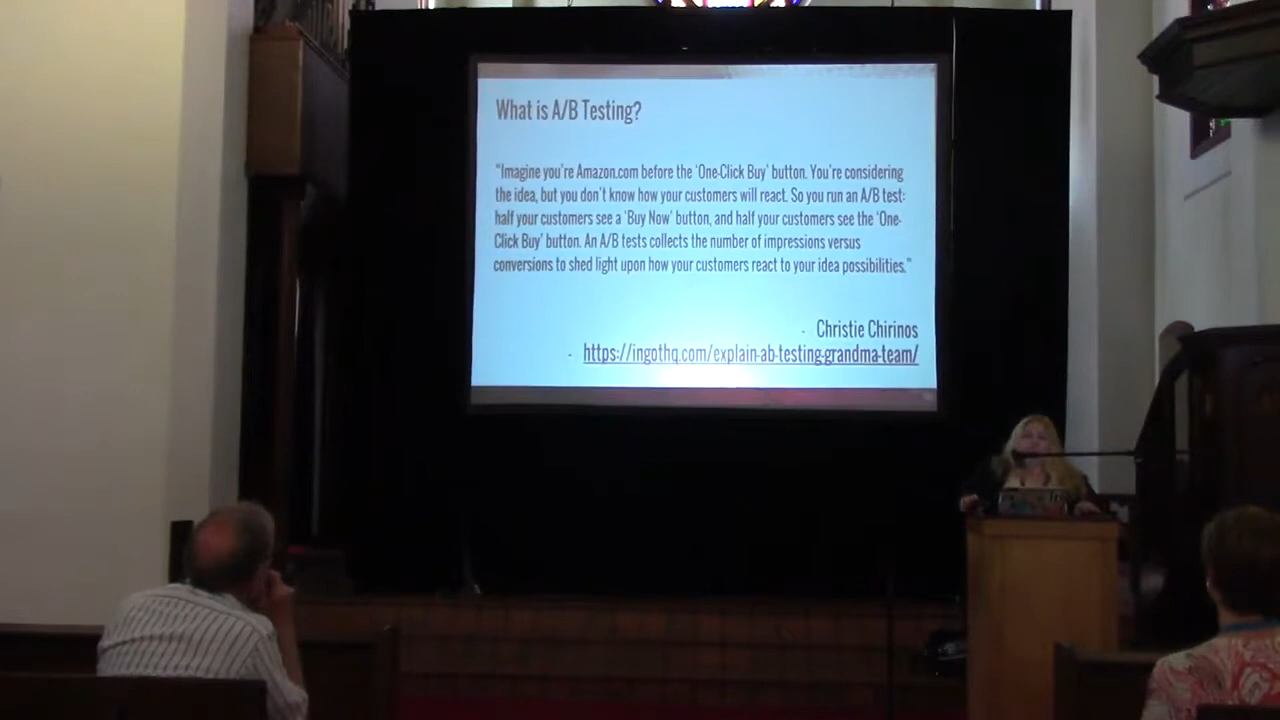 What is A/B Testing?
"Imagine you're Amazon.com before the 'One-Click Buy' button. You're considering
the idea, but you don't know how your customers will react. So you run an A/B test:
half your customers see a 'Buy Now' button, and half your customers see the 'One-
Click Buy' button. An A/B tests collects the number of impressions versus
conversions to shed light upon how your customers react to your idea possibilities."
- Christie Chirinos
- https://ingothq.com/explain-ab-testing-grandma-team/